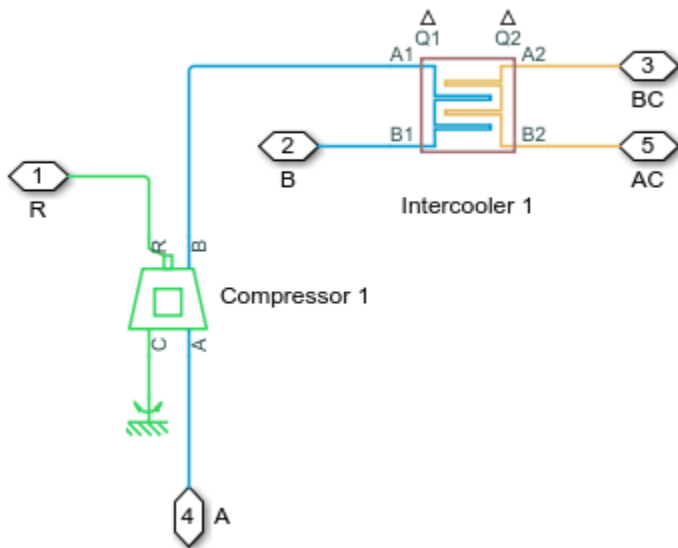 Q1 Q2
A1 A2
3
BC
B1 B2
2
B
5
AC
1
R
Intercooler 1
R B
Compressor 1
C A
4 A